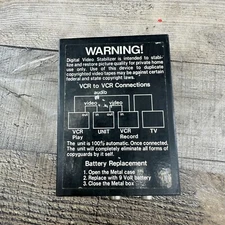 WARNING!
Digital Video Stabilizer is intended to stabi-
lize and restore picture quality for private home
use only. Use of this device to duplicate
copyrighted video tapes may be against certain
federal and state copyright laws.
VCR to VCR Connections
audio
video video
VCR UNIT VCR TV
Play Record
The unit is 100% automatic. Once connected.
The unit will completely eliminate all forms of
copyguards by it self.
Battery Replacement
1. Open the Metal case
2. Replace with 9 Volt battery
3. Close the Metal box